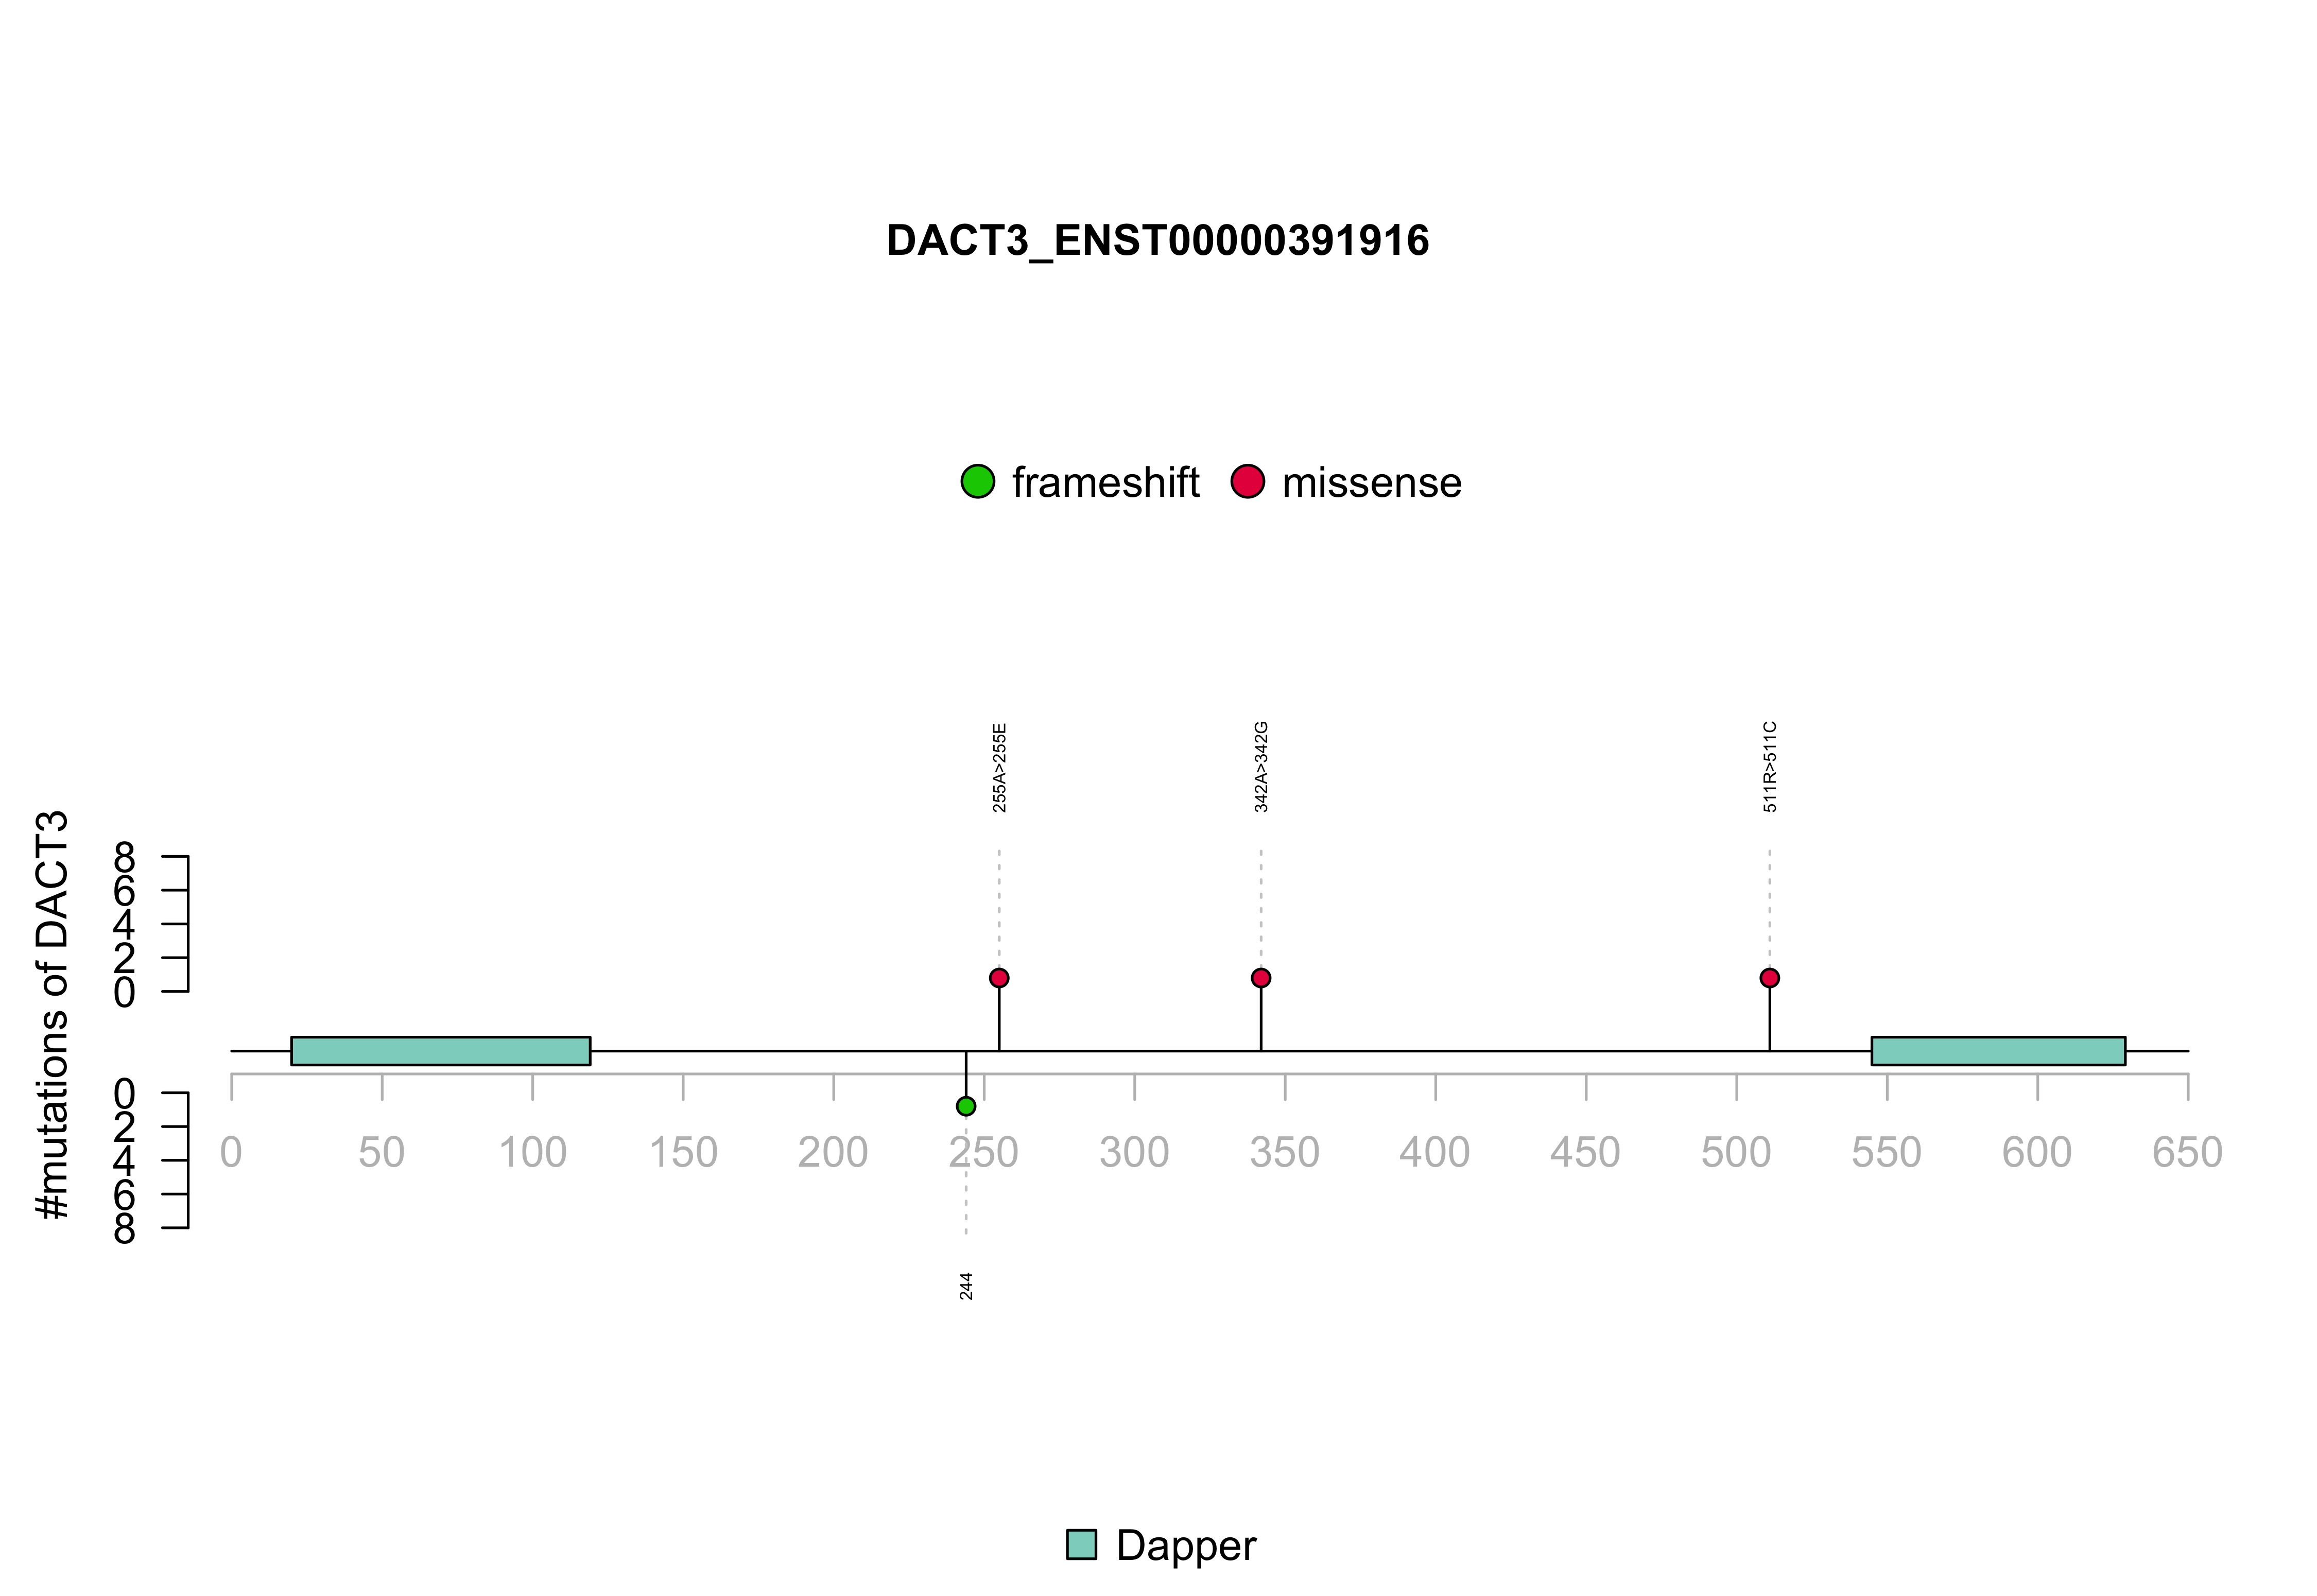 DACT3_ENST00000391916
frameshift missense
255A>255E
342A>342G
511R>511C
#mutations of DACT3
8
6
4
2
0
0
2
4
6
8
0 50 100 150 200 250 300 350 400 450 500 550 600 650
244
Dapper